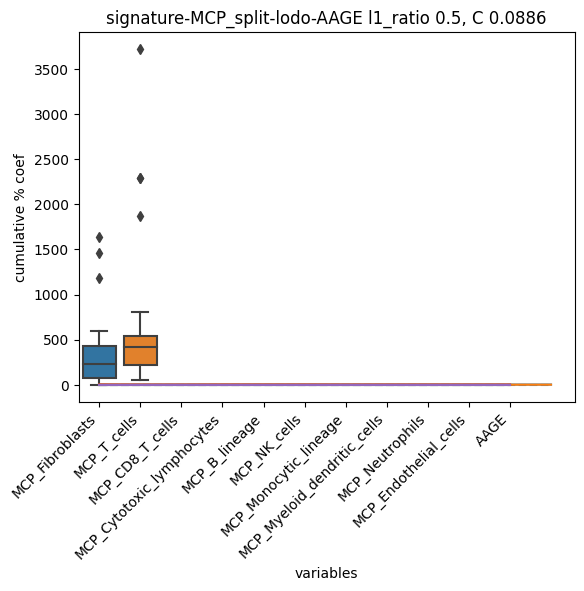 signature-MCP_split-lodo-AAGE l1_ratio 0.5, C 0.0886
cumulative % coef
3500
3000
2500
2000
1500
1000
500
0
MCP_Fibroblasts
MCP_T_cells
MCP_CD8_T_cells
MCP_Cytotoxic_lymphocytes
MCP_B_lineage
MCP_NK_cells
MCP_Monocytic_lineage
MCP_Myeloid_dendritic_cells
MCP_Neutrophils
MCP_Endothelial_cells
AAGE
variables